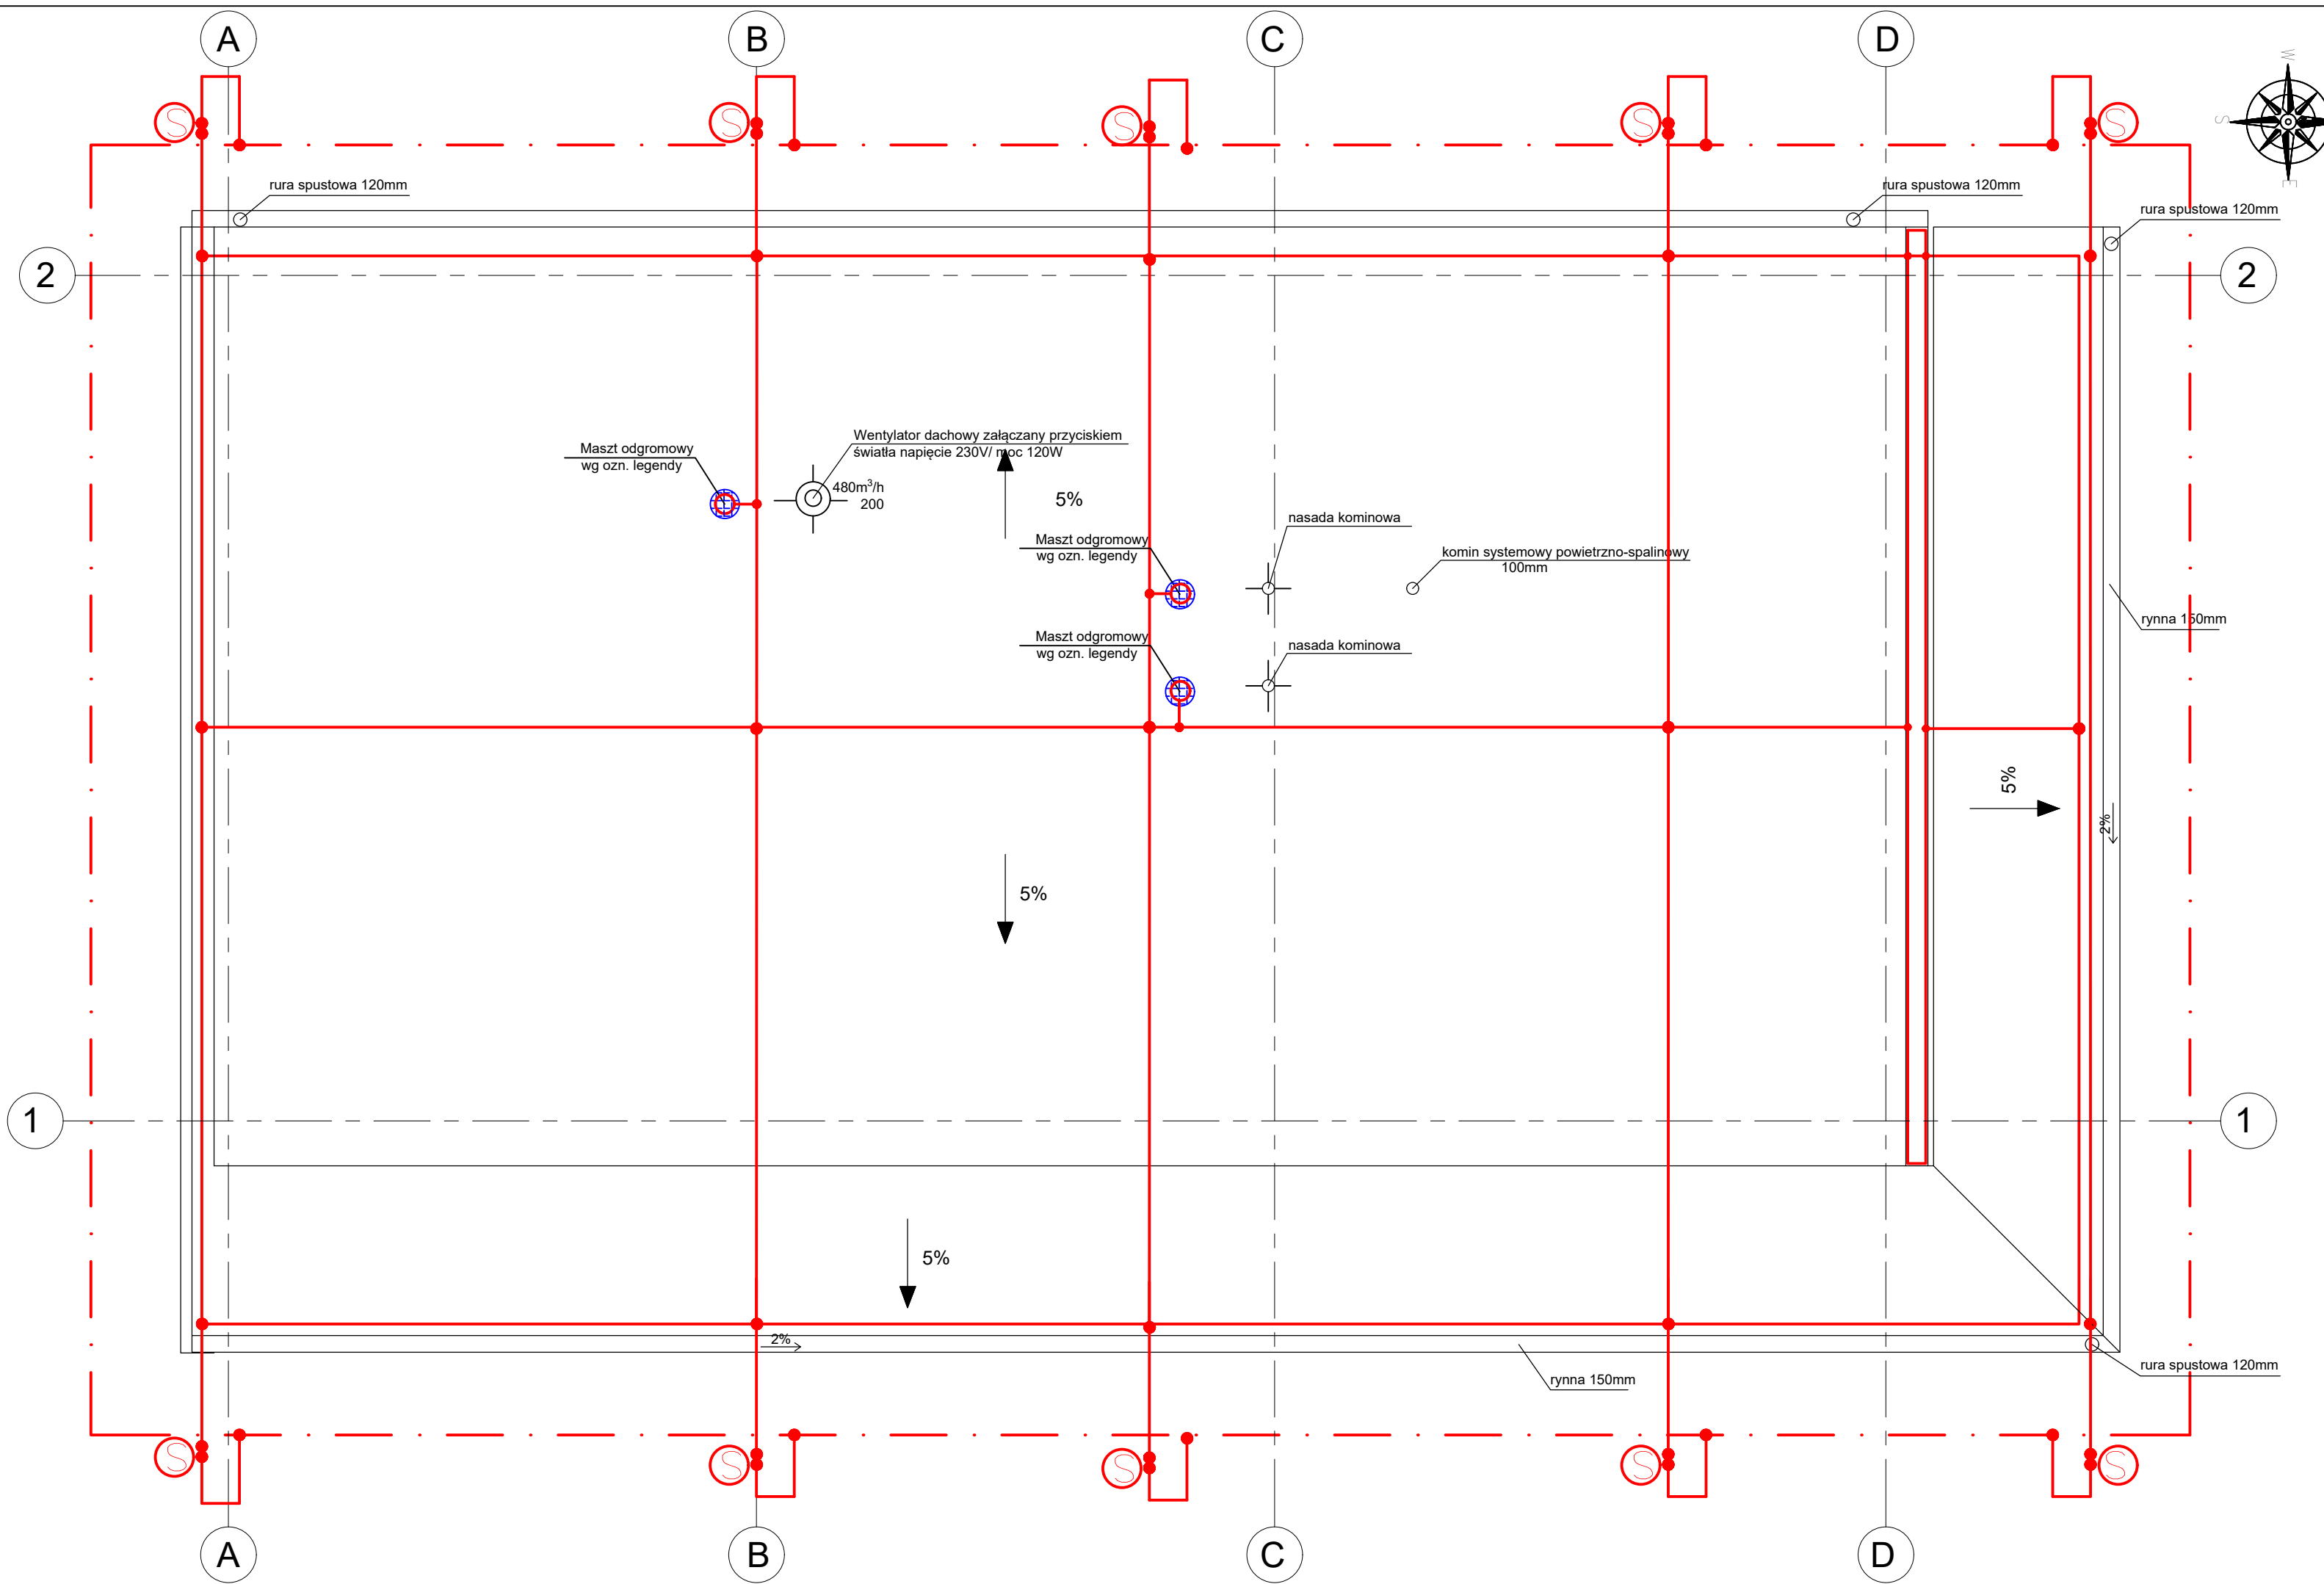 A
B
C
D
W
S
S
S
S
S
S
E
rura spustowa 120mm
rura spustowa 120mm
rura spustowa 120mm
2
2
Maszt odgromowy
wg ozn. legendy
Wentylator dachowy załączany przyciskiem
światła napięcie 230V/ moc 120W
480m³/h
200
5%
nasada kominowa
Maszt odgromowy
wg ozn. legendy
komin systemowy powietrzno-spalinowy
100mm
rynna 150mm
Maszt odgromowy
wg ozn. legendy
nasada kominowa
5%
2%
5%
1
1
5%
2%
rynna 150mm
rura spustowa 120mm
S
S
S
S
S
A
B
C
D